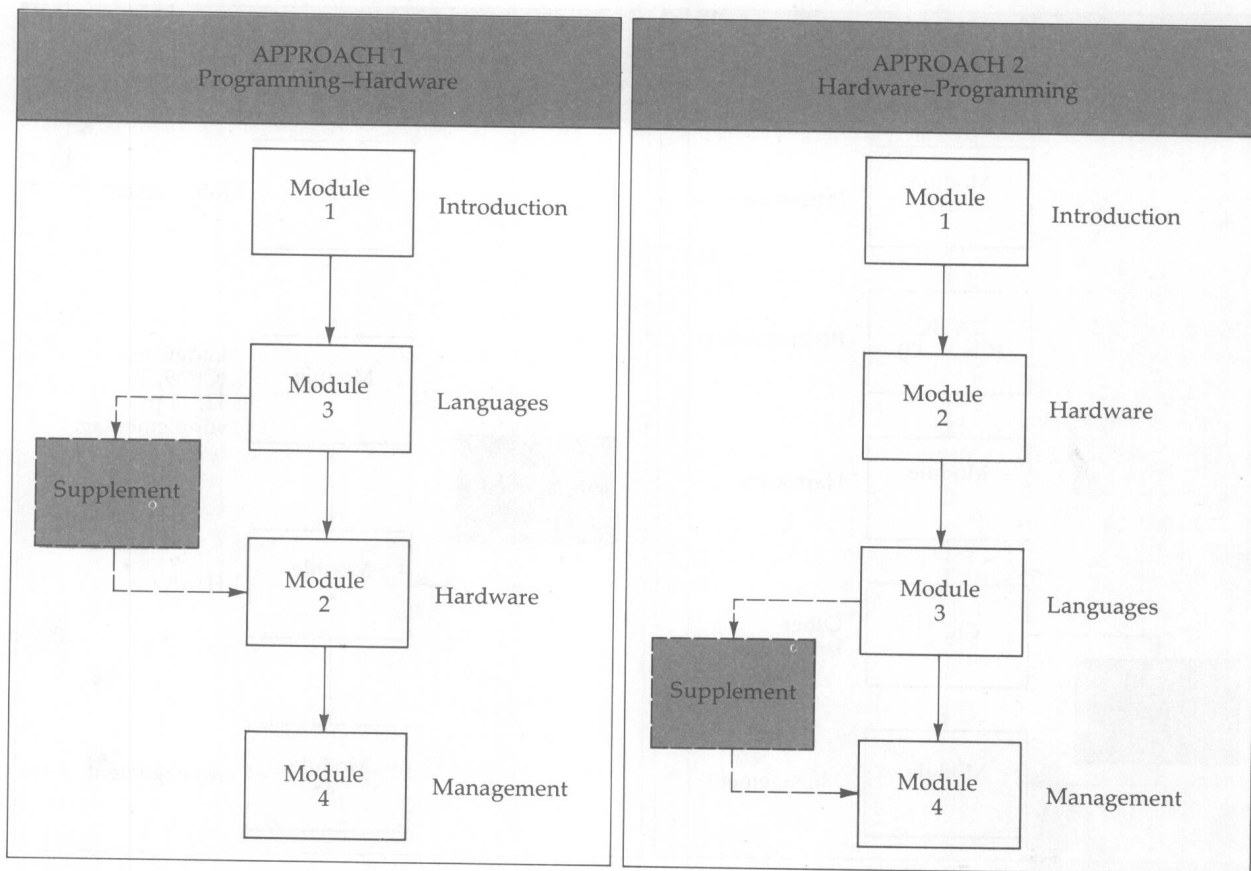 APPROACH 1
Programming–Hardware
Module
1
Introduction
Module
3
Languages
Supplement
Module
2
Hardware
Module
4
Management
APPROACH 2
Hardware–Programming
Module
1
Introduction
Module
2
Hardware
Module
3
Languages
Supplement
Module
4
Management